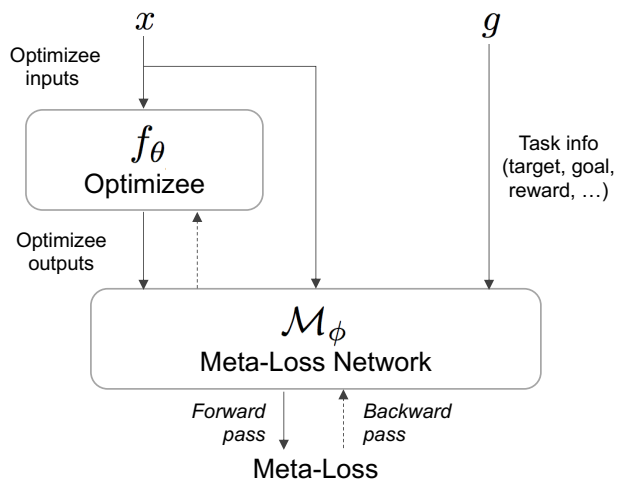 x
g
Optimizee
inputs
f_θ
Optimizee
Task info
(target, goal,
reward, …)
Optimizee
outputs
ℳ_ϕ
Meta-Loss Network
Forward
pass
Backward
pass
Meta-Loss